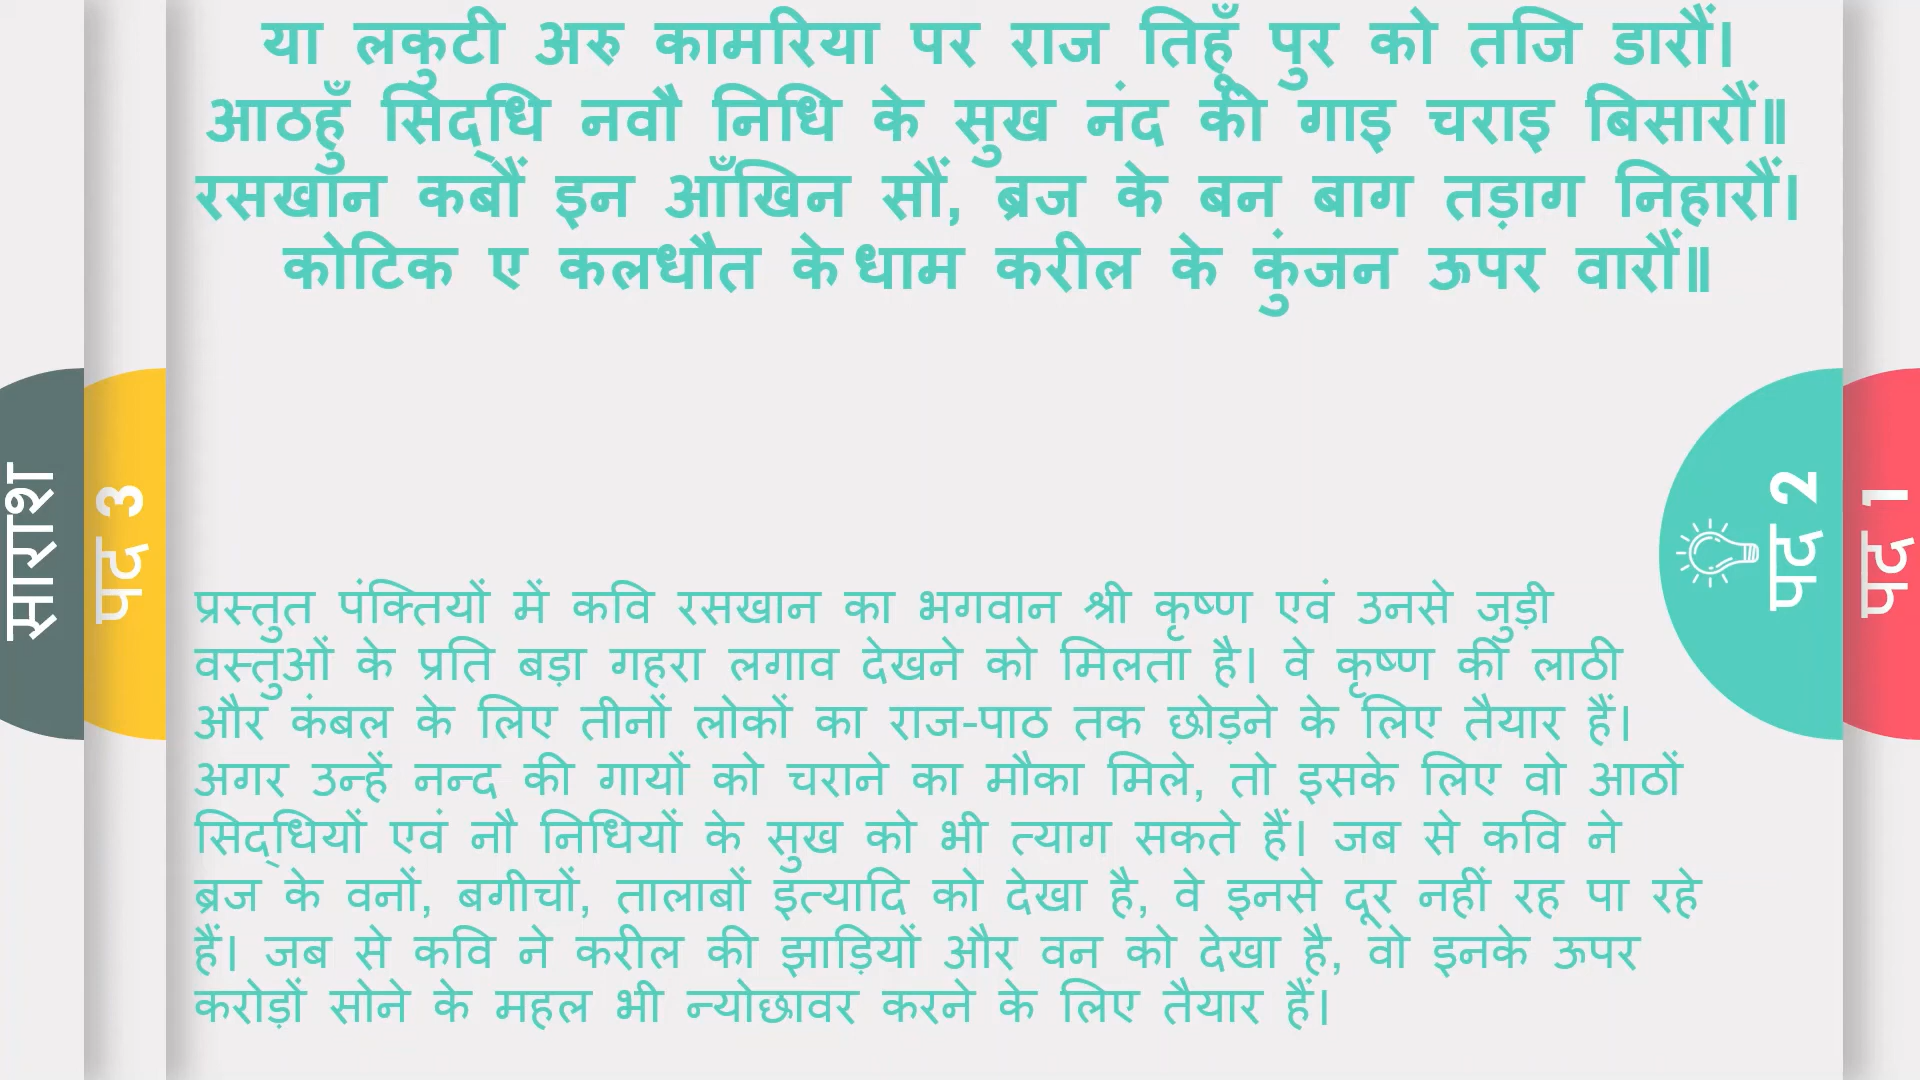 या लकुटी अरु कामरिया पर राज तिहूँ पुर को तजि डारौं।
आठहुँ सिद्धि नवौ निधि के सुख नंद की गाइ चराइ बिसारौं॥
रसखान कबौं इन आँखिन सौं, ब्रज के बन बाग तड़ाग निहारौं।
कोटिक ए कलधौत के धाम करील के कुंजन ऊपर वारौं॥
साराश
पद 3
पद 2
पद 1
प्रस्तुत पंक्तियों में कवि रसखान का भगवान श्री कृष्ण एवं उनसे जुड़ी
वस्तुओं के प्रति बड़ा गहरा लगाव देखने को मिलता है। वे कृष्ण की लाठी
और कंबल के लिए तीनों लोकों का राज-पाठ तक छोड़ने के लिए तैयार हैं।
अगर उन्हें नन्द की गायों को चराने का मौका मिले, तो इसके लिए वो आठों
सिद्धियों एवं नौ निधियों के सुख को भी त्याग सकते हैं। जब से कवि ने
ब्रज के वनों, बगीचों, तालाबों इत्यादि को देखा है, वे इनसे दूर नहीं रह पा रहे
हैं। जब से कवि ने करील की झाड़ियों और वन को देखा है, वो इनके ऊपर
करोड़ों सोने के महल भी न्योछावर करने के लिए तैयार हैं।